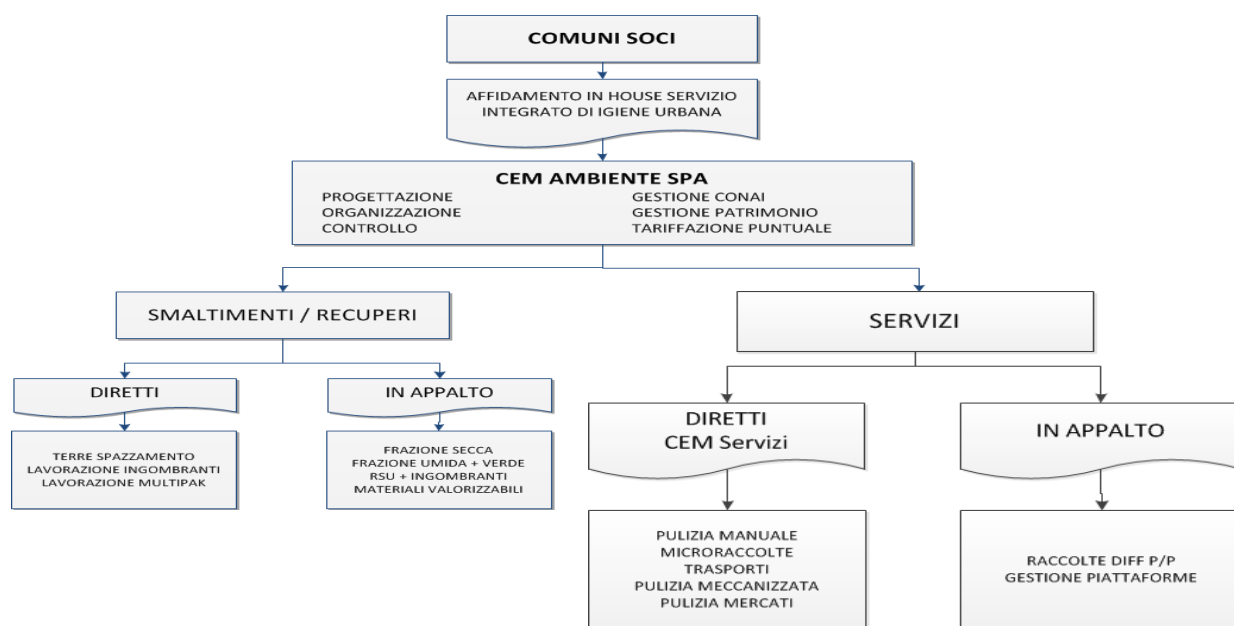 COMUNI SOCI
AFFIDAMENTO IN HOUSE SERVIZIO
INTEGRATO DI IGIENE URBANA
CEM AMBIENTE SPA
PROGETTAZIONE
ORGANIZZAZIONE
CONTROLLO
GESTIONE CONAI
GESTIONE PATRIMONIO
TARIFFAZIONE PUNTUALE
SMALTIMENTI / RECUPERI
DIRETTI
TERRE SPAZZAMENTO
LAVORAZIONE INGOMBRANTI
LAVORAZIONE MULTIPAK
IN APPALTO
FRAZIONE SECCA
FRAZIONE UMIDA + VERDE
RSU + INGOMBRANTI
MATERIALI VALORIZZABILI
SERVIZI
DIRETTI
CEM Servizi
PULIZIA MANUALE
MICRORACCOLTE
TRASPORTI
PULIZIA MECCANIZZATA
PULIZIA MERCATI
IN APPALTO
RACCOLTE DIFF P/P
GESTIONE PIATTAFORME